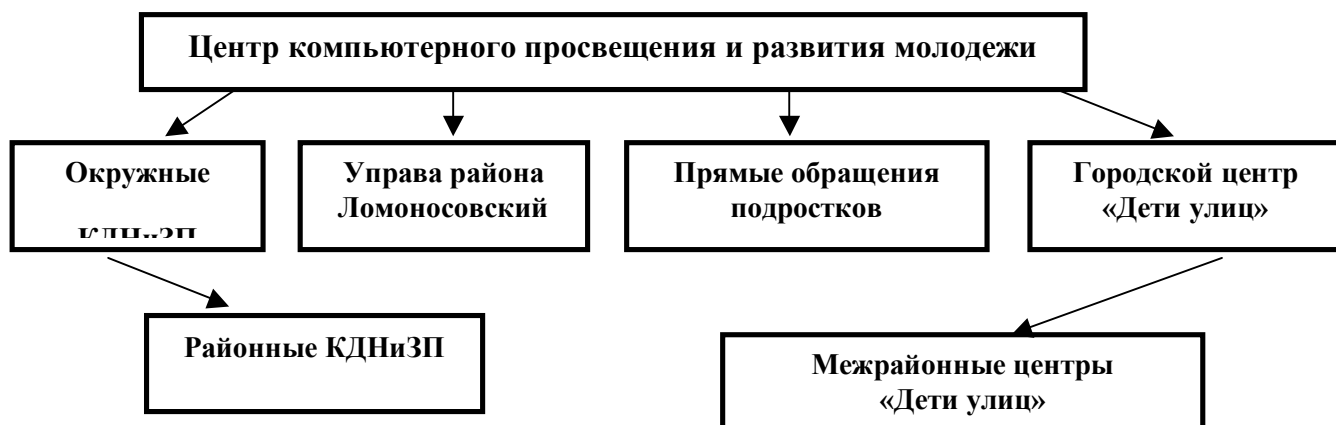 Центр компьютерного просвещения и развития молодежи
Окружные
КДНиЗП
Управа района
Ломоносовский
Прямые обращения
подростков
Городской центр
«Дети улиц»
Районные КДНиЗП
Межрайонные центры
«Дети улиц»